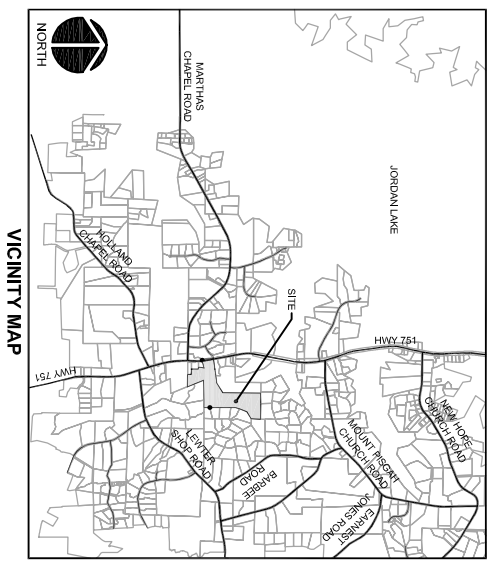 NORTH
MARTHAS
CHAPEL ROAD
JORDAN LAKE
HOLLAND
CHAPEL ROAD
SITE
HWY 751
HWY 751
NEW HOPE
CHURCH ROAD
MOUNT PISGAH
CHURCH ROAD
LEWTER
SHOP ROAD
BARBEE
ROAD
EARNEST
JONES ROAD
VICINITY MAP